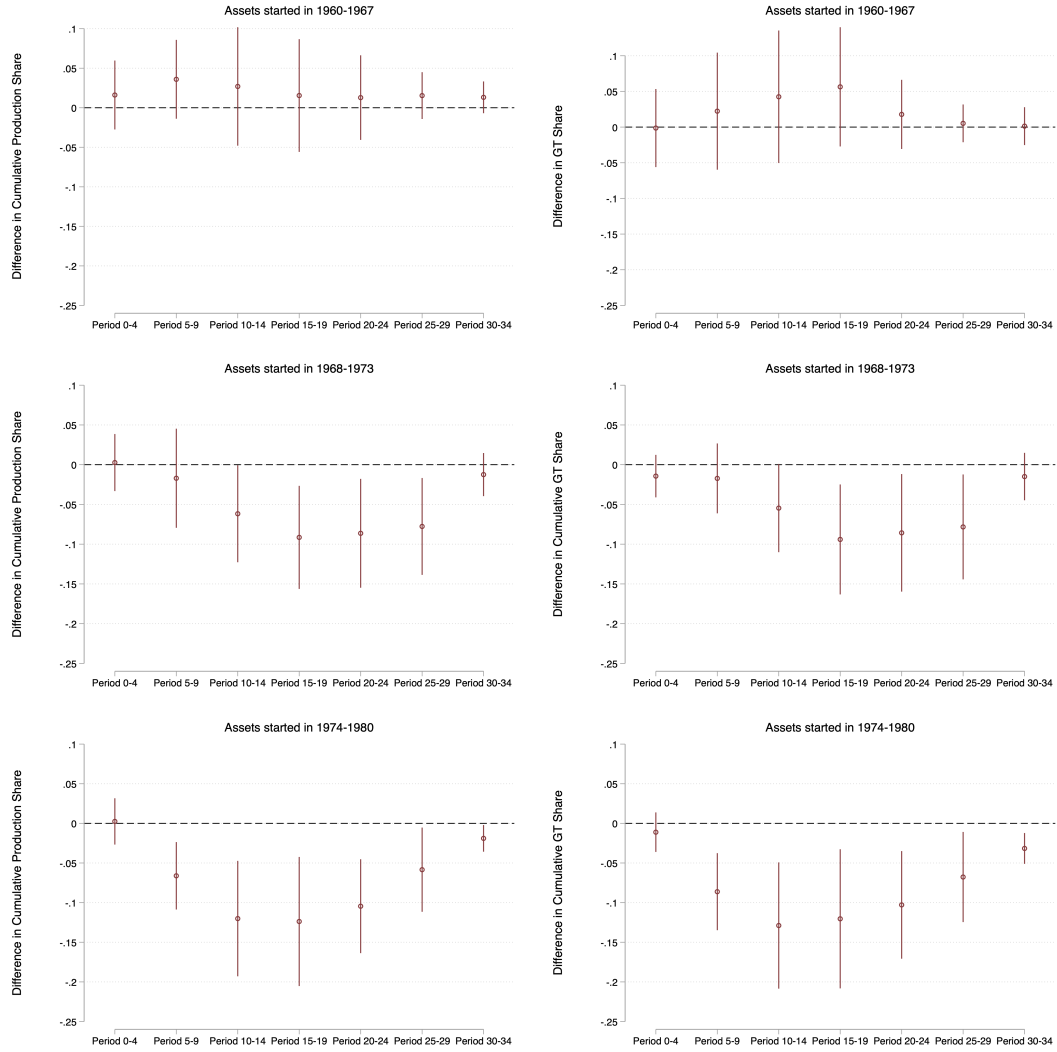 Assets started in 1960-1967
Difference in Cumulative Production Share
.1
.05
0
-.05
-.1
-.15
-.2
-.25
Period 0-4 Period 5-9 Period 10-14 Period 15-19 Period 20-24 Period 25-29 Period 30-34
Assets started in 1960-1967
Difference in GT Share
.1
.05
0
-.05
-.1
-.15
-.2
-.25
Period 0-4 Period 5-9 Period 10-14 Period 15-19 Period 20-24 Period 25-29 Period 30-34
Assets started in 1968-1973
Difference in Cumulative Production Share
.1
.05
0
-.05
-.1
-.15
-.2
-.25
Period 0-4 Period 5-9 Period 10-14 Period 15-19 Period 20-24 Period 25-29 Period 30-34
Assets started in 1968-1973
Difference in Cumulative GT Share
.1
.05
0
-.05
-.1
-.15
-.2
-.25
Period 0-4 Period 5-9 Period 10-14 Period 15-19 Period 20-24 Period 25-29 Period 30-34
Assets started in 1974-1980
Difference in Cumulative Production Share
.1
.05
0
-.05
-.1
-.15
-.2
-.25
Period 0-4 Period 5-9 Period 10-14 Period 15-19 Period 20-24 Period 25-29 Period 30-34
Assets started in 1974-1980
Difference in Cumulative GT Share
.1
.05
0
-.05
-.1
-.15
-.2
-.25
Period 0-4 Period 5-9 Period 10-14 Period 15-19 Period 20-24 Period 25-29 Period 30-34